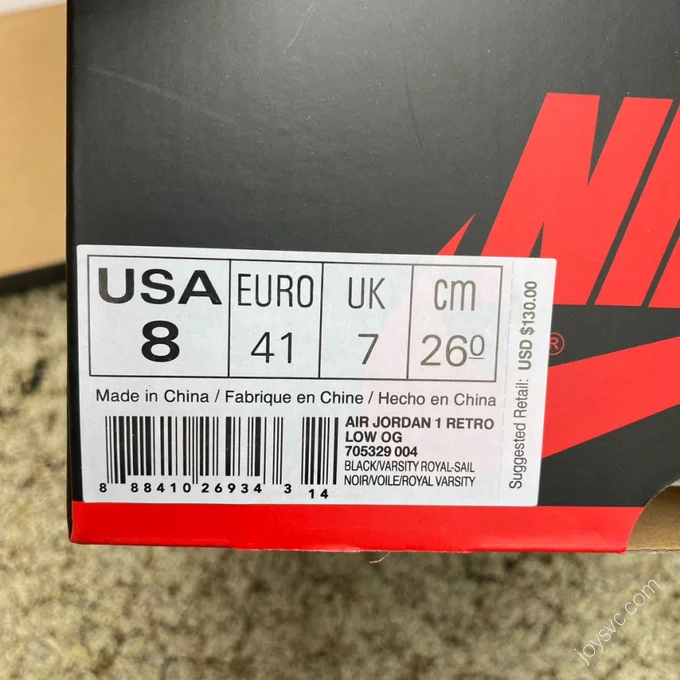 NI
®
USA EURO UK cm
8 41 7 260
Suggested Retail: USD $130.00
Made in China / Fabrique en Chine / Hecho en China
8 88410 26934 3 14
AIR JORDAN 1 RETRO
LOW OG
705329 004
BLACK/VARSITY ROYAL-SAIL
NOIR/VOILE/ROYAL VARSITY
joysvc.com